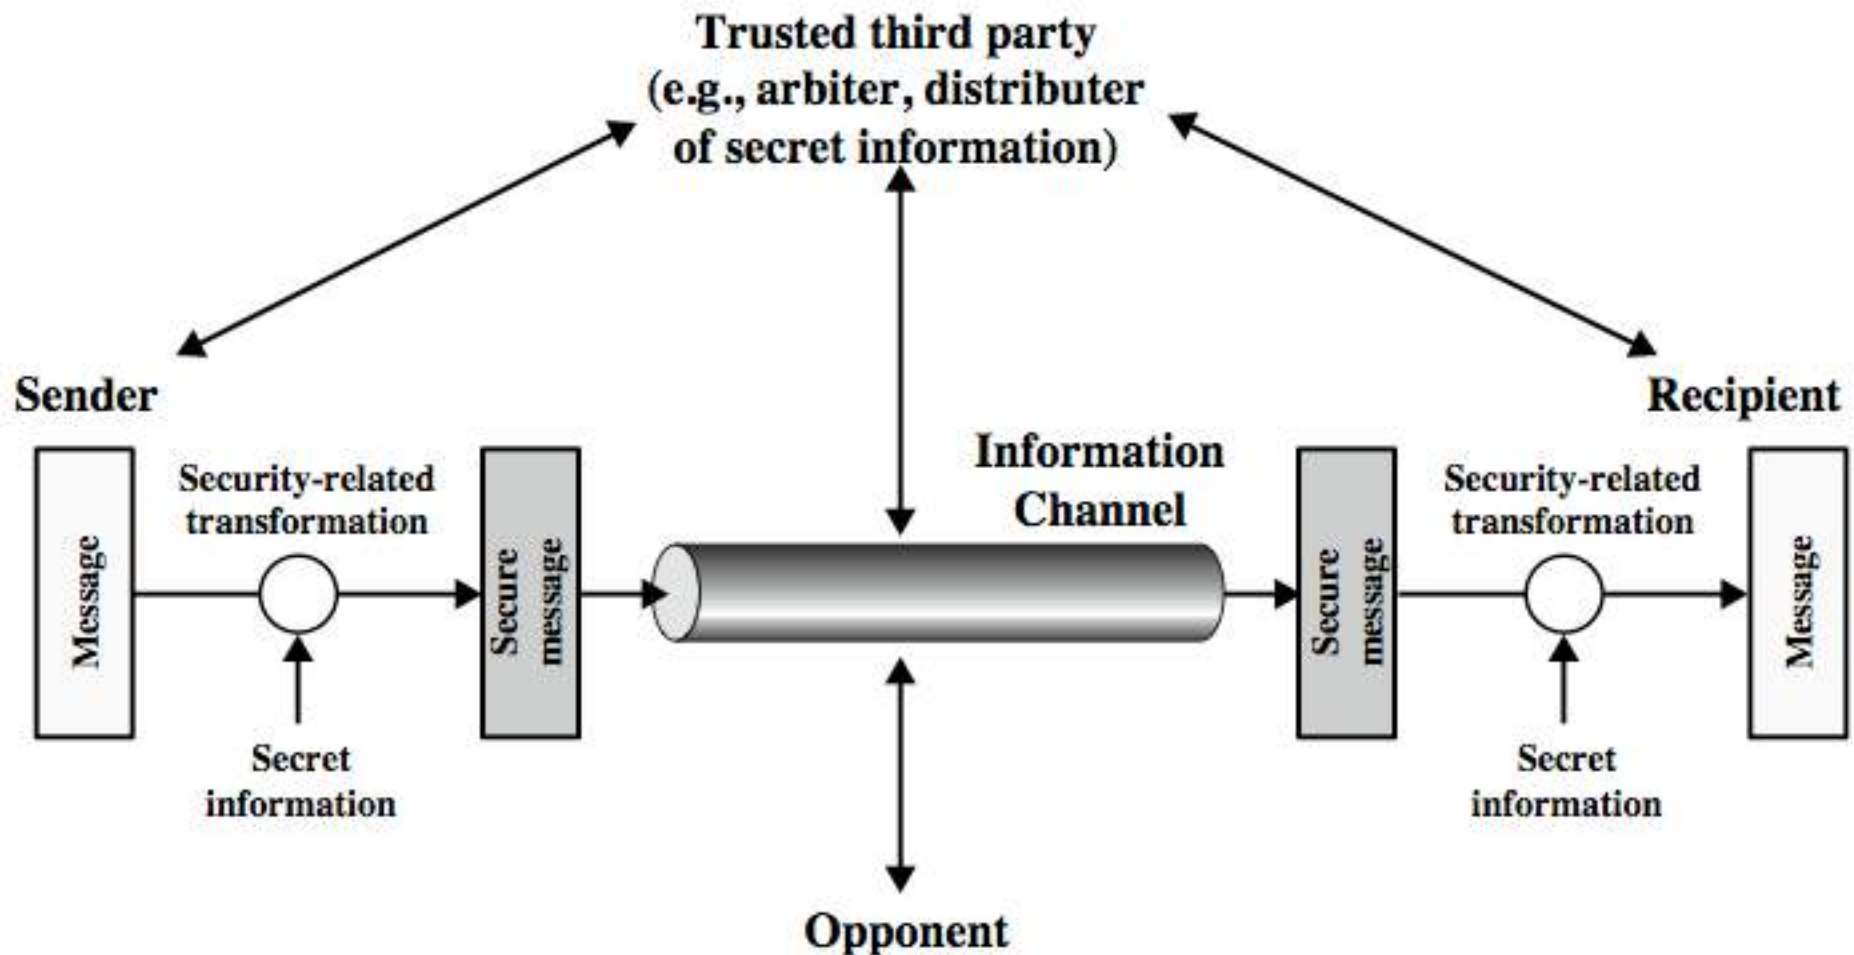 Trusted third party
(e.g., arbiter, distributer
of secret information)
Sender
Recipient
Information
Channel
Message
Security-related
transformation
Secret
information
Secure
message
Secure
message
Security-related
transformation
Secret
information
Message
Opponent